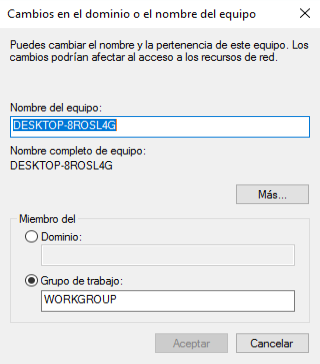 Cambios en el dominio o el nombre del equipo
Puedes cambiar el nombre y la pertenencia de este equipo. Los
cambios podrían afectar al acceso a los recursos de red.
Nombre del equipo:
DESKTOP-8ROSL4G
Nombre completo de equipo:
DESKTOP-8ROSL4G
Más...
Miembro del
Dominio:
Grupo de trabajo:
WORKGROUP
Aceptar
Cancelar